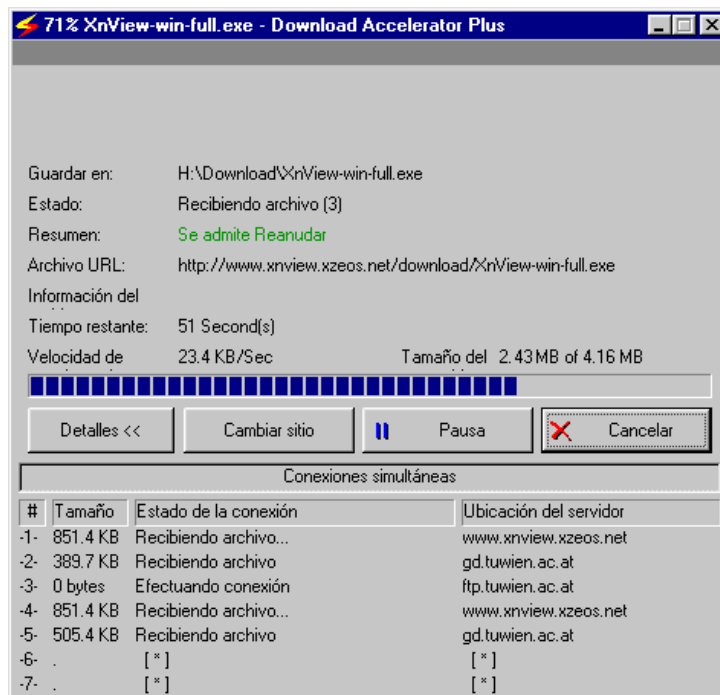 71% XnView-win-full.exe - Download Accelerator Plus
Guardar en: H:\Download\XnView-win-full.exe
Estado: Recibiendo archivo (3)
Resumen: Se admite Reanudar
Archivo URL: http://www.xnview.xzeos.net/download/XnView-win-full.exe
Información del
Tiempo restante: 51 Second(s)
Velocidad de 23.4 KB/Sec Tamaño del 2.43 MB of 4.16 MB
Detalles << Cambiar sitio Pausa Cancelar
Conexiones simultáneas
# Tamaño Estado de la conexión Ubicación del servidor
-1- 851.4 KB Recibiendo archivo... www.xnview.xzeos.net
-2- 389.7 KB Recibiendo archivo gd.tuwien.ac.at
-3- 0 bytes Efectuando conexión ftp.tuwien.ac.at
-4- 851.4 KB Recibiendo archivo... www.xnview.xzeos.net
-5- 505.4 KB Recibiendo archivo gd.tuwien.ac.at
-6- . [ * ] [ * ]
-7- . [ * ] [ * ]